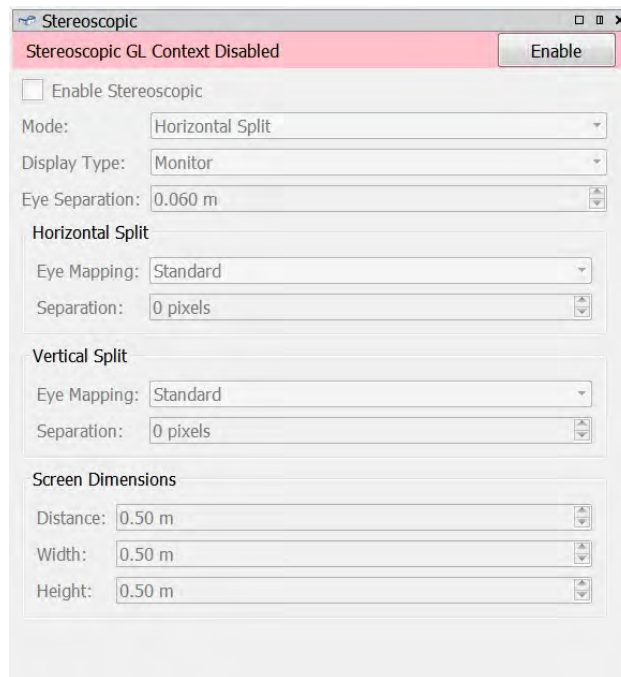 Stereoscopic
Stereoscopic GL Context Disabled Enable
Enable Stereoscopic
Mode: Horizontal Split
Display Type: Monitor
Eye Separation: 0.060 m
Horizontal Split
Eye Mapping: Standard
Separation: 0 pixels
Vertical Split
Eye Mapping: Standard
Separation: 0 pixels
Screen Dimensions
Distance: 0.50 m
Width: 0.50 m
Height: 0.50 m